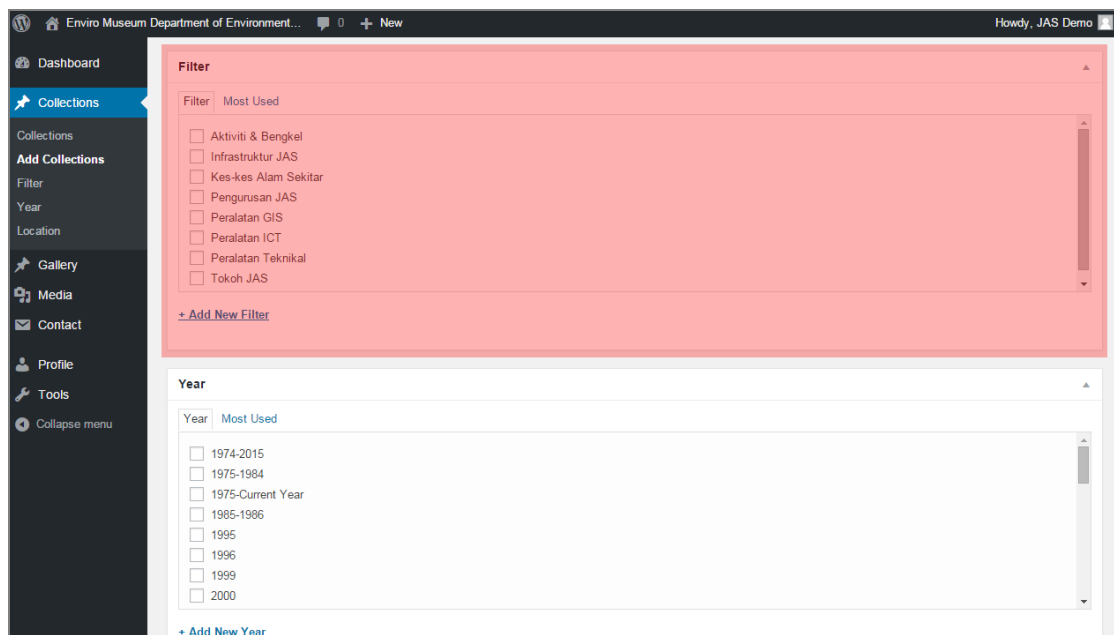 Enviro Museum Department of Environment... 0 New Howdy, JAS Demo
Dashboard
Collections
Collections
Add Collections
Filter
Year
Location
Gallery
Media
Contact
Profile
Tools
Collapse menu
Filter
Filter Most Used
Aktiviti & Bengkel
Infrastruktur JAS
Kes-kes Alam Sekitar
Pengurusan JAS
Peralatan GIS
Peralatan ICT
Peralatan Teknikal
Tokoh JAS
+ Add New Filter
Year
Year Most Used
1974-2015
1975-1984
1975-Current Year
1985-1986
1995
1996
1999
2000
+ Add New Year